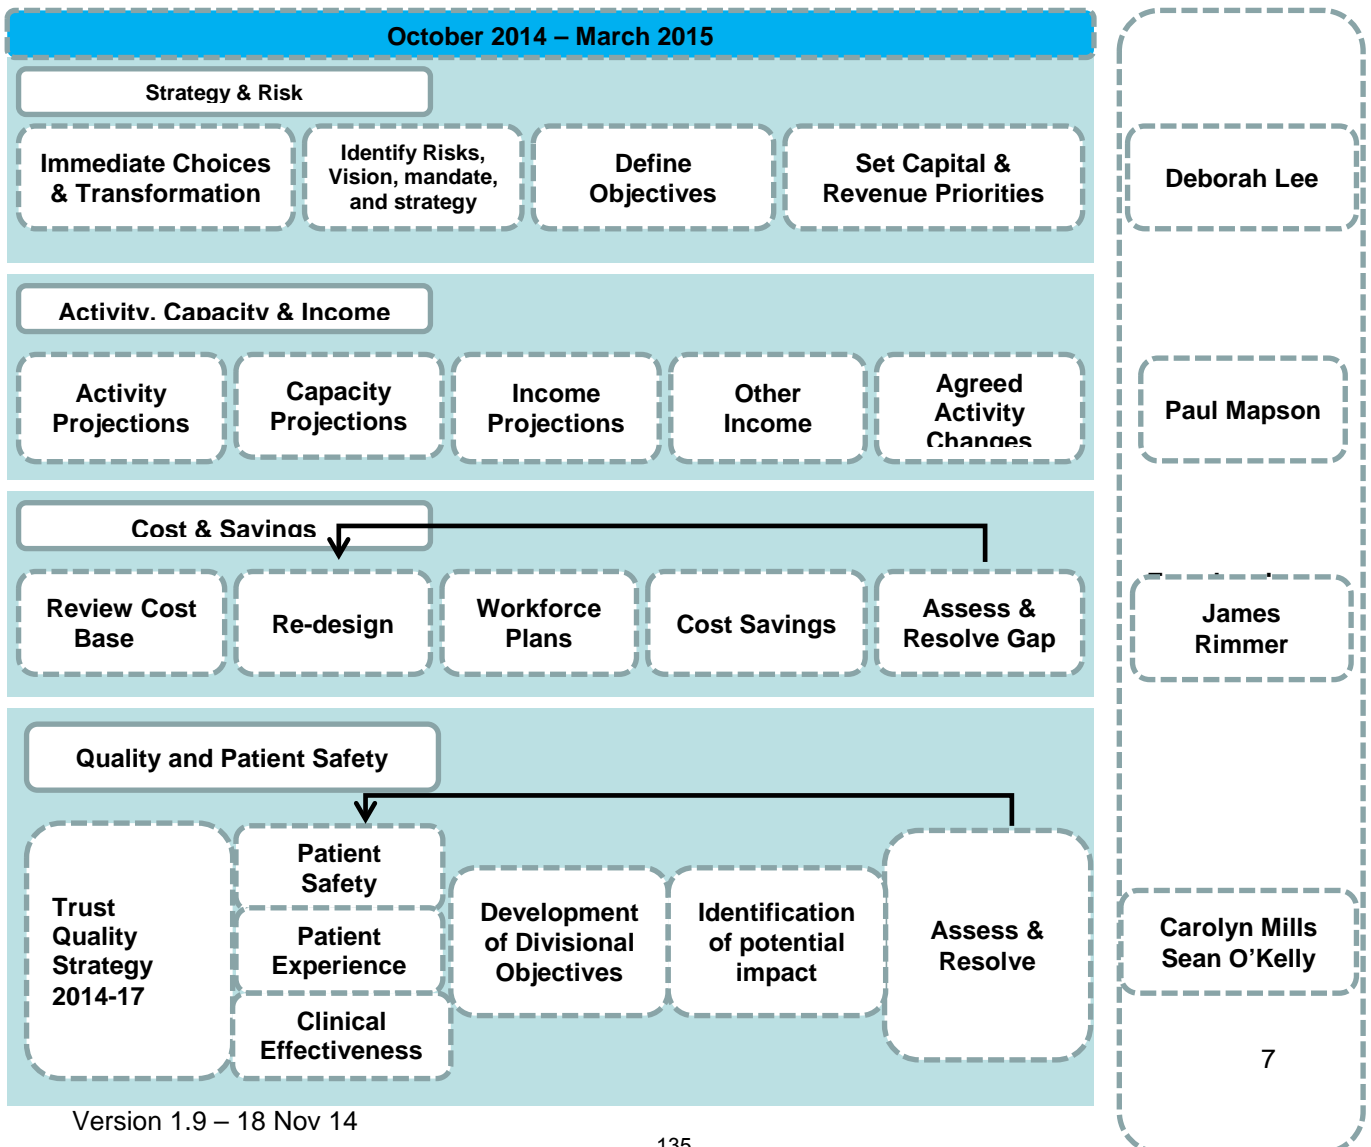 October 2014 – March 2015
Strategy & Risk
Immediate Choices
& Transformation
Identify Risks,
Vision, mandate,
and strategy
Define
Objectives
Set Capital &
Revenue Priorities
Deborah Lee
Activity, Capacity & Income
Activity
Projections
Capacity
Projections
Income
Projections
Other
Income
Agreed
Activity
Changes
Paul Mapson
Cost & Savings
Review Cost
Base
Re-design
Workforce
Plans
Cost Savings
Assess &
Resolve Gap
James
Rimmer
Quality and Patient Safety
Trust
Quality
Strategy
2014-17
Patient
Safety
Patient
Experience
Clinical
Effectiveness
Development
of Divisional
Objectives
Identification
of potential
impact
Assess &
Resolve
Carolyn Mills
Sean O’Kelly
7
Version 1.9 – 18 Nov 14
135